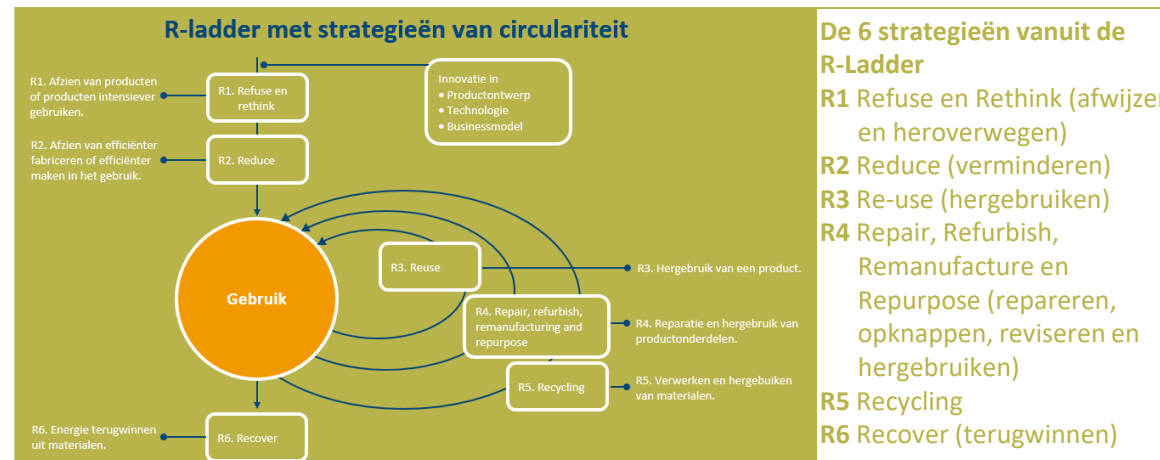 R-ladder met strategieën van circulariteit
R1. Afzien van producten
of producten intensiever
gebruiken.
R1. Refuse en
rethink
Innovatie in
• Productontwerp
• Technologie
• Businessmodel
R2. Afzien van efficiënter
fabriceren of efficiënter
maken in het gebruik.
R2. Reduce
Gebruik
R3. Reuse
R3. Hergebruik van een product.
R4. Repair, refurbish,
remanufacturing and
repurpose
R4. Reparatie en hergebruik van
productonderdelen.
R5. Recycling
R5. Verwerken en hergebuiken
van materialen.
R6. Energie terugwinnen
uit materialen.
R6. Recover
De 6 strategieën vanuit de
R-Ladder
R1 Refuse en Rethink (afwijzen
en heroverwegen)
R2 Reduce (verminderen)
R3 Re-use (hergebruiken)
R4 Repair, Refurbish,
Remanufacture en
Repurpose (repareren,
opknappen, reviseren en
hergebruiken)
R5 Recycling
R6 Recover (terugwinnen)